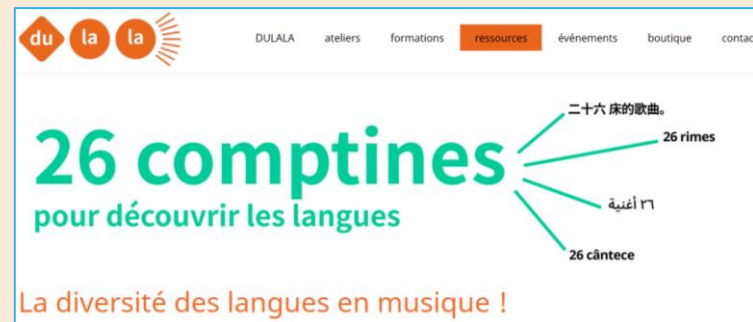 du la la
DULALA ateliers formations ressources événements boutique contac
二十六 床的歌曲。
26 comptines
26 rimes
pour découvrir les langues
٢٦ أغنية
26 cântece
La diversité des langues en musique !